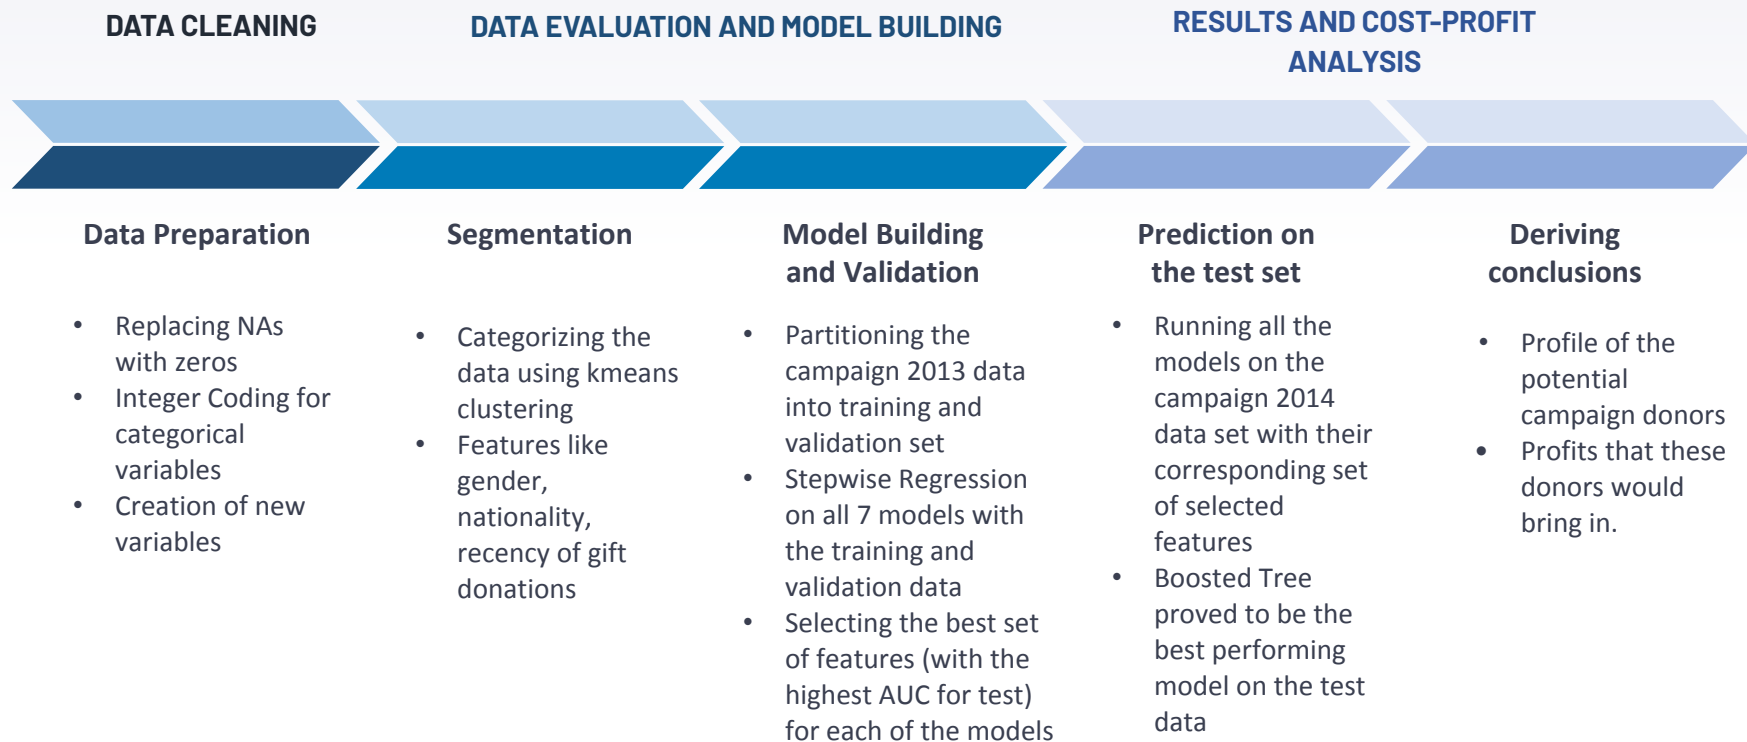 DATA CLEANING
DATA EVALUATION AND MODEL BUILDING
RESULTS AND COST-PROFIT
ANALYSIS
Data Preparation
• Replacing NAs
with zeros
• Integer Coding for
categorical
variables
• Creation of new
variables
Segmentation
• Categorizing the
data using kmeans
clustering
• Features like
gender,
nationality,
recency of gift
donations
Model Building
and Validation
• Partitioning the
campaign 2013 data
into training and
validation set
• Stepwise Regression
on all 7 models with
the training and
validation data
• Selecting the best set
of features (with the
highest AUC for test)
for each of the models
Prediction on
the test set
• Running all the
models on the
campaign 2014
data set with their
corresponding set
of selected
features
• Boosted Tree
proved to be the
best performing
model on the test
data
Deriving
conclusions
• Profile of the
potential
campaign donors
• Profits that these
donors would
bring in.